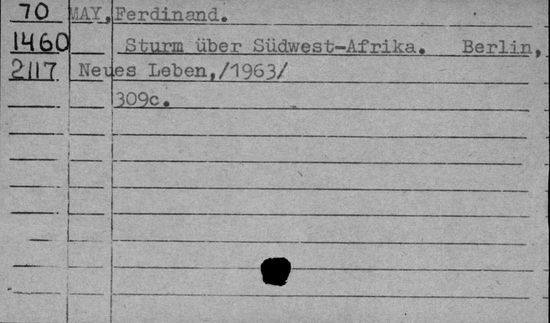 70 MAY, Ferdinand.
1460 Sturm über Südwest-Afrika. Berlin,
2117 Neues Leben,/1963/
309c.